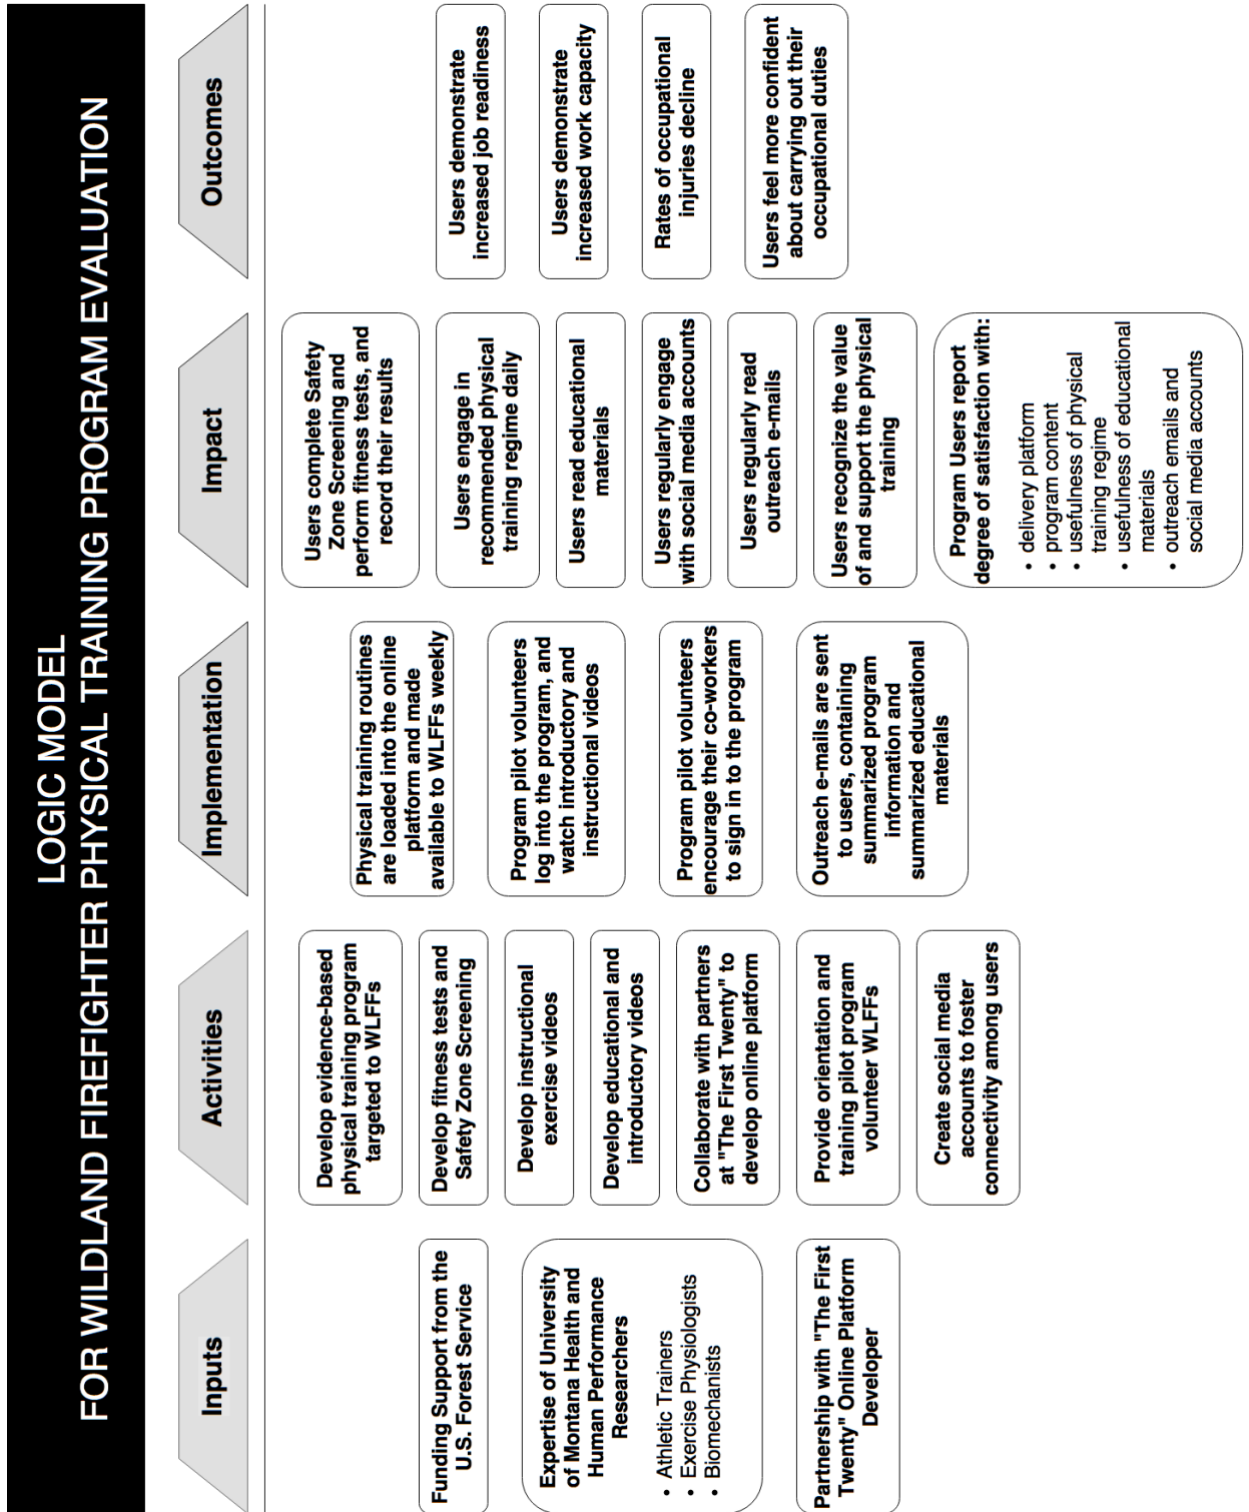 LOGIC MODEL
FOR WILDLAND FIREFIGHTER PHYSICAL TRAINING PROGRAM EVALUATION
Inputs
Funding Support from the
U.S. Forest Service
Expertise of University
of Montana Health and
Human Performance
Researchers
• Athletic Trainers
• Exercise Physiologists
• Biomechanists
Partnership with "The First
Twenty" Online Platform
Developer
Activities
Develop evidence-based
physical training program
targeted to WLFFs
Develop fitness tests and
Safety Zone Screening
Develop instructional
exercise videos
Develop educational and
introductory videos
Collaborate with partners
at "The First Twenty" to
develop online platform
Provide orientation and
training pilot program
volunteer WLFFs
Create social media
accounts to foster
connectivity among users
Implementation
Physical training routines
are loaded into the online
platform and made
available to WLFFs weekly
Program pilot volunteers
log into the program, and
watch introductory and
instructional videos
Program pilot volunteers
encourage their co-workers
to sign in to the program
Outreach e-mails are sent
to users, containing
summarized program
information and
summarized educational
materials
Impact
Users complete Safety
Zone Screening and
perform fitness tests, and
record their results
Users engage in
recommended physical
training regime daily
Users read educational
materials
Users regularly engage
with social media accounts
Users regularly read
outreach e-mails
Users recognize the value
of and support the physical
training
Program Users report
degree of satisfaction with:
• delivery platform
• program content
• usefulness of physical
training regime
• usefulness of educational
materials
• outreach emails and
social media accounts
Outcomes
Users demonstrate
increased job readiness
Users demonstrate
increased work capacity
Rates of occupational
injuries decline
Users feel more confident
about carrying out their
occupational duties